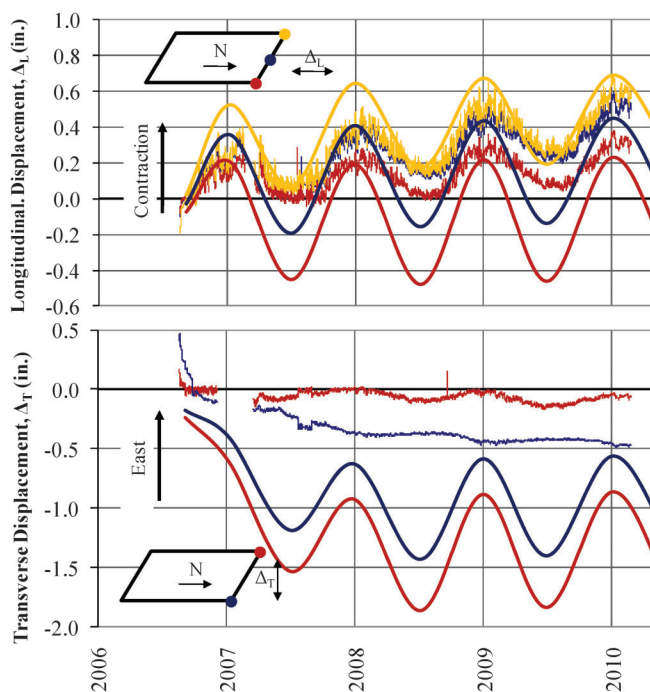 Longitudinal. Displacement, ΔL (in.)
1.0
0.8
0.6
0.4
0.2
0.0
-0.2
-0.4
-0.6
N
ΔL
Contraction
Transverse Displacement, ΔT (in.)
0.5
0.0
-0.5
-1.0
-1.5
-2.0
East
N
ΔT
2006
2007
2008
2009
2010